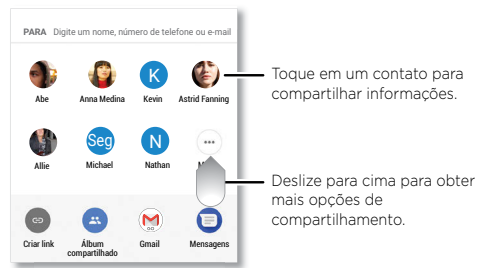 PARA Digite um nome, número de telefone ou e-mail
K
Abe Anna Medina Kevin Astrid Fanning
Toque em um contato para
compartilhar informações.
Seg N
Allie Michael Nathan
Deslize para cima para obter
mais opções de
compartilhamento.
Criar link Álbum compartilhado Gmail Mensagens